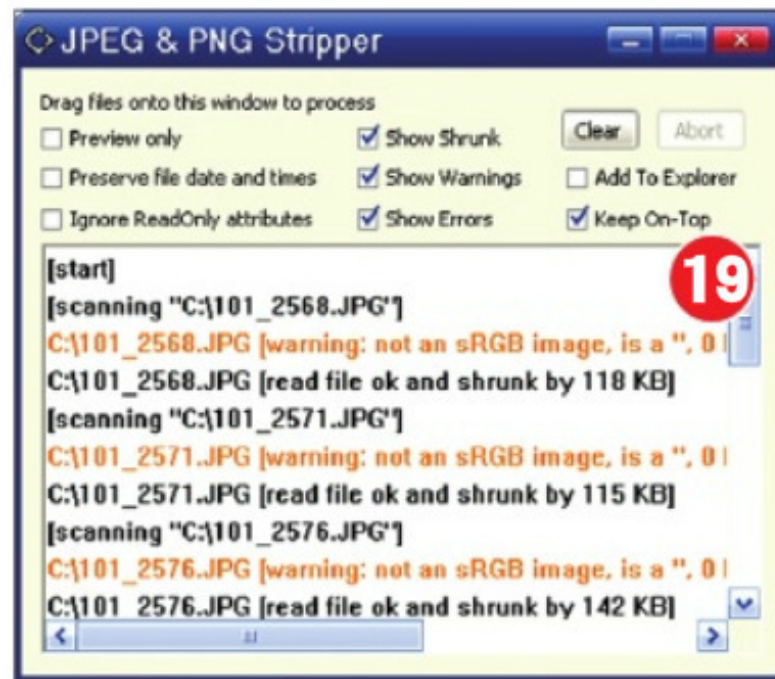 JPEG & PNG Stripper
Drag files onto this window to process
Preview only
Show Shrunk
Clear
Abort
Preserve file date and times
Show Warnings
Add To Explorer
Ignore ReadOnly attributes
Show Errors
Keep On-Top
19
[start]
[scanning "C:\101_2568.JPG"]
C:\101_2568.JPG [warning: not an sRGB image, is a '', 0
C:\101_2568.JPG [read file ok and shrunk by 118 KB]
[scanning "C:\101_2571.JPG"]
C:\101_2571.JPG [warning: not an sRGB image, is a '', 0
C:\101_2571.JPG [read file ok and shrunk by 115 KB]
[scanning "C:\101_2576.JPG"]
C:\101_2576.JPG [warning: not an sRGB image, is a '', 0
C:\101_2576.JPG [read file ok and shrunk by 142 KB]